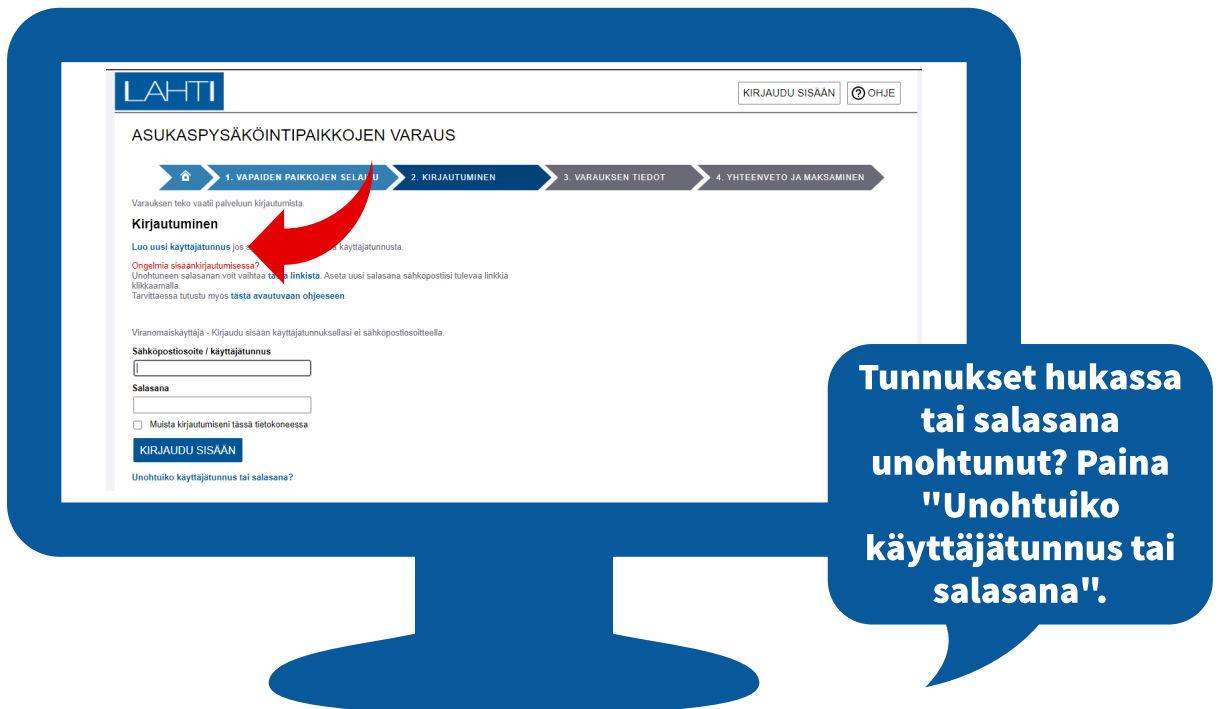 LAHTI
KIRJAUDU SISÄÄN
? OHJE
ASUKASPYSÄKÖINTIPAIKKOJEN VARAUS
1. VAPAIDEN PAIKKOJEN
2. KIRJAUTUMINEN
3. VARAUKSEN TIEDOT
4. YHTEENVETO JA MAKSAMINEN
Varauksen teko vaatii palveluun kirjautumista.
Kirjautuminen
Luo uusi käyttäjätunnus jos käyttäjätunnusta.
Ongelmia sisäänkirjautumisessa?
Unohtuneen salasanan voit vaihtaa linkistä. Aseta uusi salasana sähköpostiisi tulevaa linkkiä
klikkaamalla.
Tarvittaessa tutustu myös tästä avautuvaan ohjeeseen.
Viranomaiskäyttäjä - Kirjaudu sisään käyttäjätunnuksellasi ei sähköpostiosoitteella.
Sähköpostiosoite / käyttäjätunnus
Salasana
Muista kirjautumiseni tässä tietokoneessa
KIRJAUDU SISÄÄN
Unohtuiko käyttäjätunnus tai salasana?
Tunnukset hukassa
tai salasana
unohtunut? Paina
"Unohtuiko
käyttäjätunnus tai
salasana".